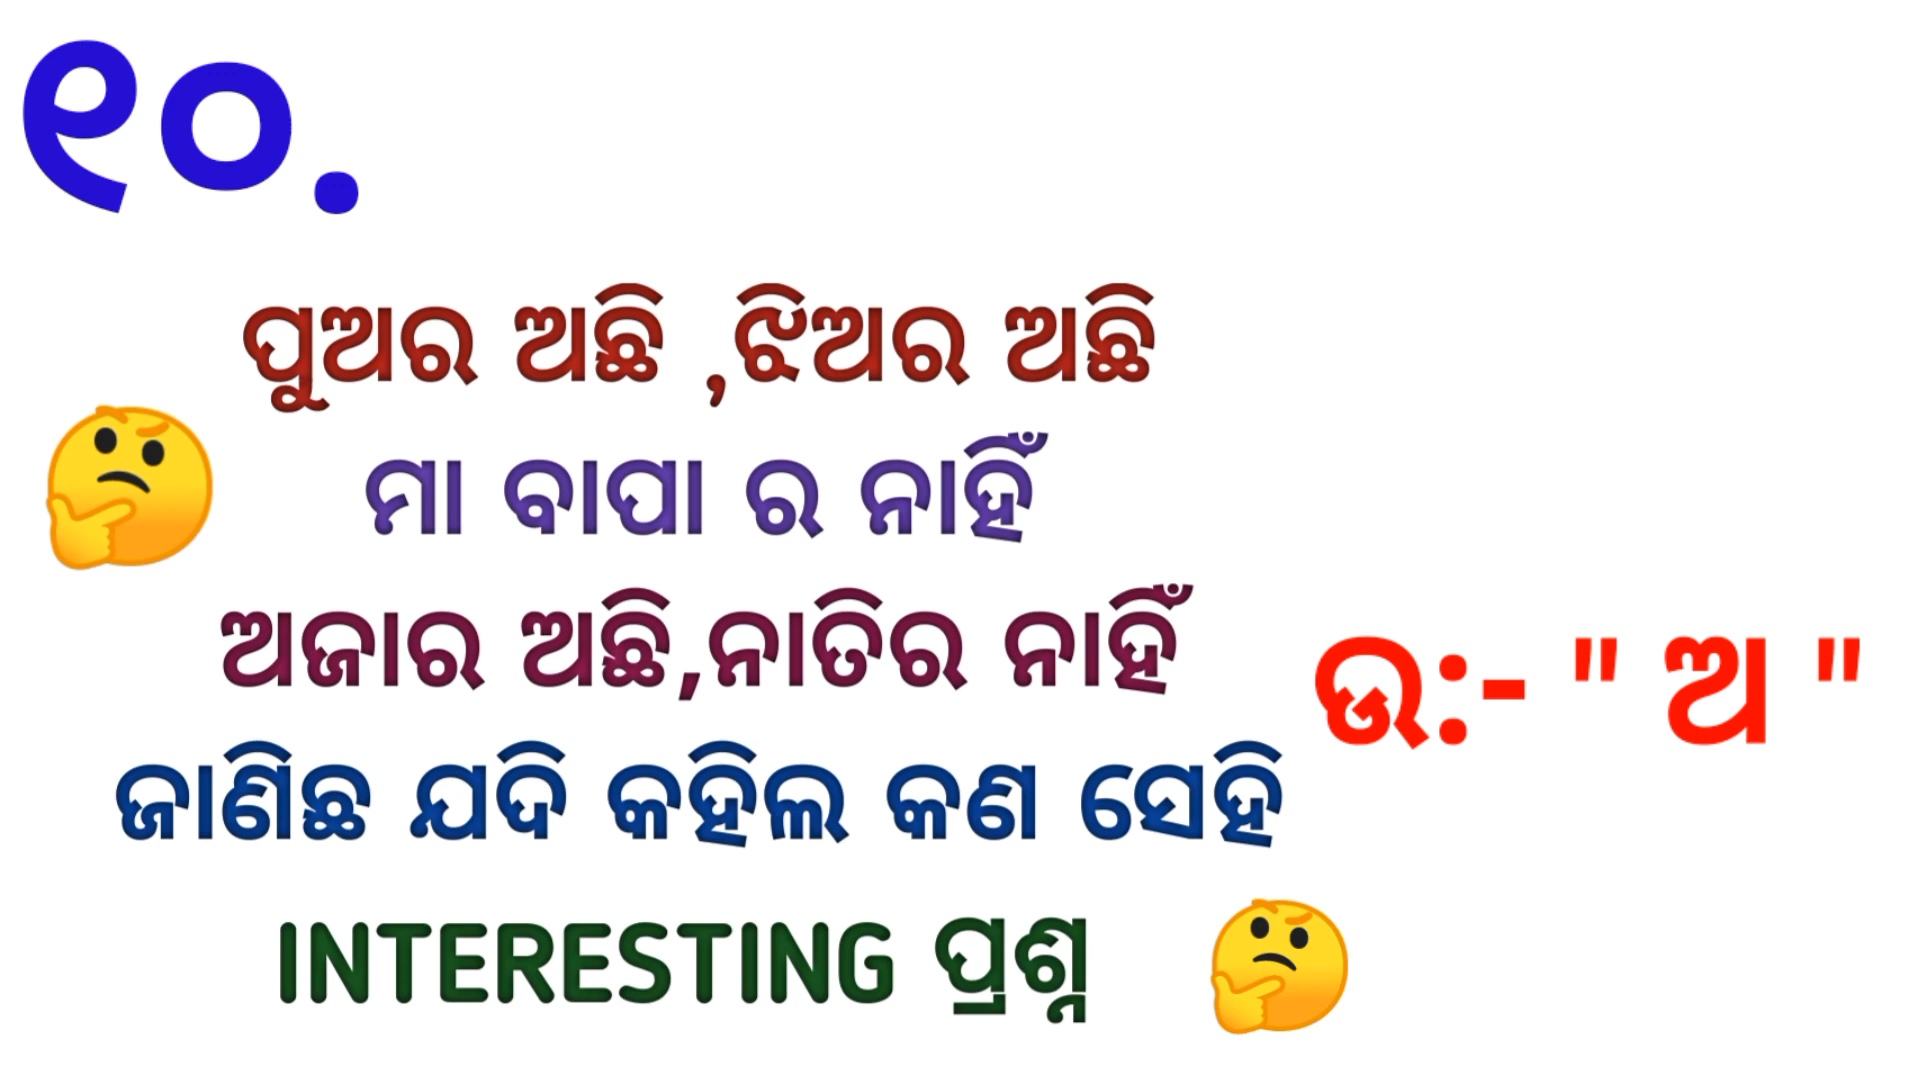 ୧୦.
ପୁଅର ଅଛି ,ଝିଅର ଅଛି
ମା ବାପା ର ନାହିଁ
ଅଜାର ଅଛି,ନାତିର ନାହିଁ
ଉ:- " ଅ "
ଜାଣିଛ ଯଦି କହିଲ କଣ ସେହି
INTERESTING ପ୍ରଶ୍ନ